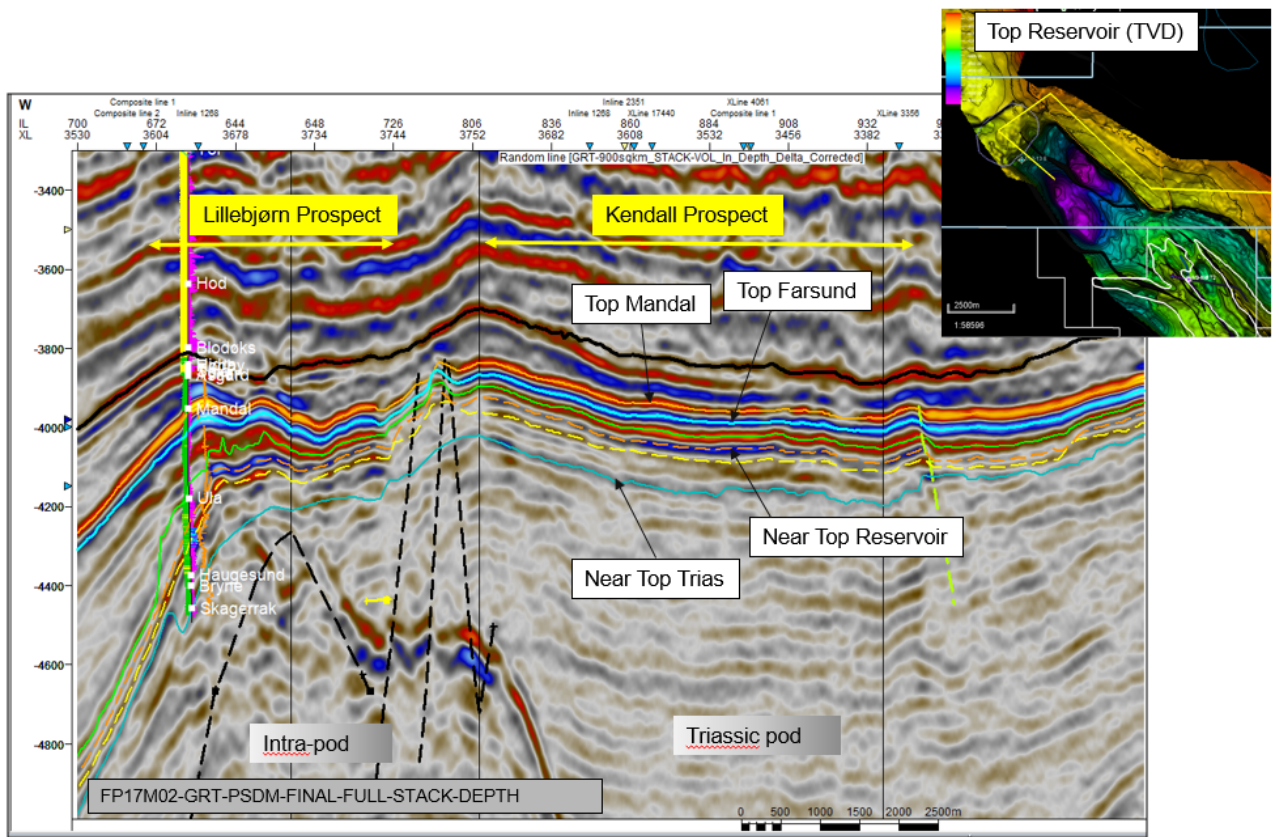 Top Reservoir (TVD)
2500m
1:58596
W
Composite line 1
Composite line 2 Inline 1268
Inline 2351 XLine 4061
Inline 1268 XLine 17440 Composite line 1 XLine 3356
IL 700 672 644 648 726 806 832 860 884 908 932
XL 3530 3604 3678 3734 3744 3752 3686 3608 3532 3456 3382
Random line [GRT-900sqkm_STACK-VOL_In_Depth_Delta_Corrected]
-3400
Lillebjørn Prospect
Kendall Prospect
-3600
Hod
Top Mandal
Top Farsund
-3800
Blodøks
Åsgard
Mandal
-4000
Ula
-4200
Near Top Reservoir
Near Top Trias
-4400
Haugesund
Bryne
Skagerrak
-4600
Intra-pod
Triassic pod
-4800
FP17M02-GRT-PSDM-FINAL-FULL-STACK-DEPTH
0 500 1000 1500 2000 2500m